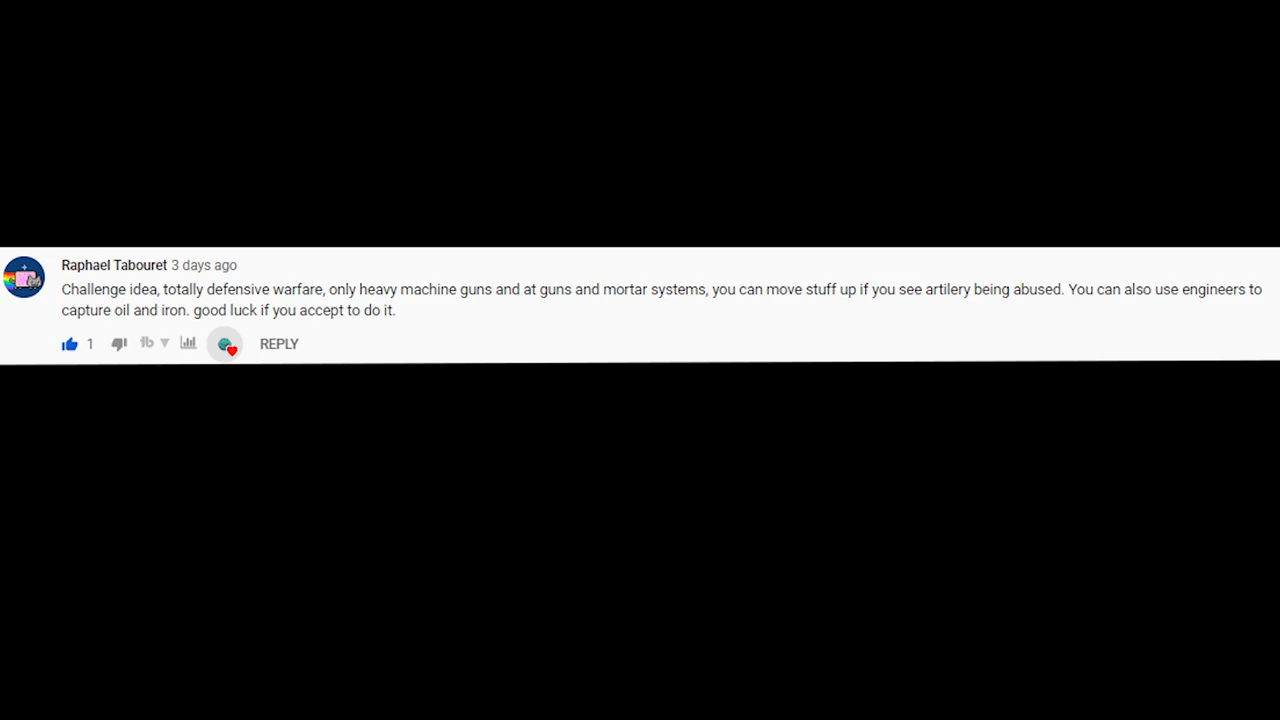 Raphael Tabouret 3 days ago
Challenge idea, totally defensive warfare, only heavy machine guns and at guns and mortar systems, you can move stuff up if you see artilery being abused. You can also use engineers to
capture oil and iron. good luck if you accept to do it.
1 tb REPLY